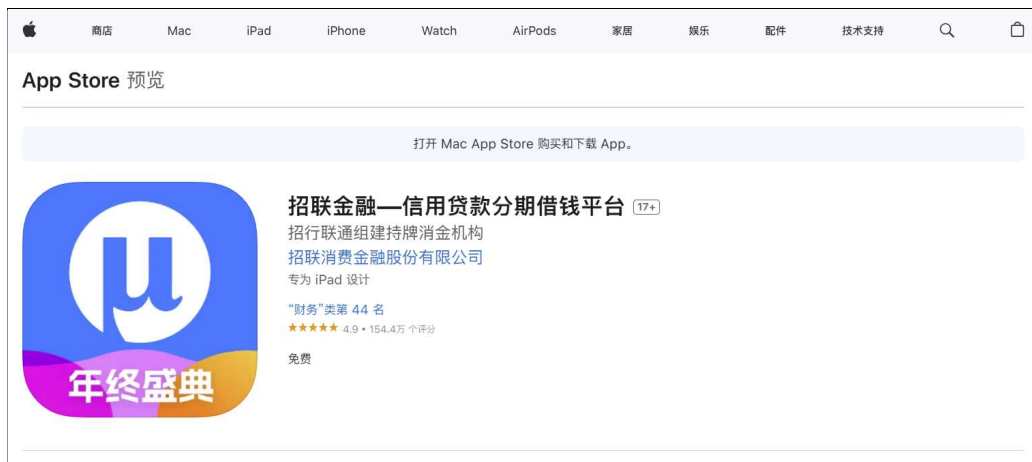 商店 Mac iPad iPhone Watch AirPods 家居 娱乐 配件 技术支持
App Store 预览
打开 Mac App Store 购买和下载 App。
招联金融—信用贷款分期借钱平台 17+
招行联通组建持牌消金机构
招联消费金融股份有限公司
专为 iPad 设计
“财务”类第 44 名
★★★★★ 4.9 • 154.4万 个评分
免费
µ
年终盛典